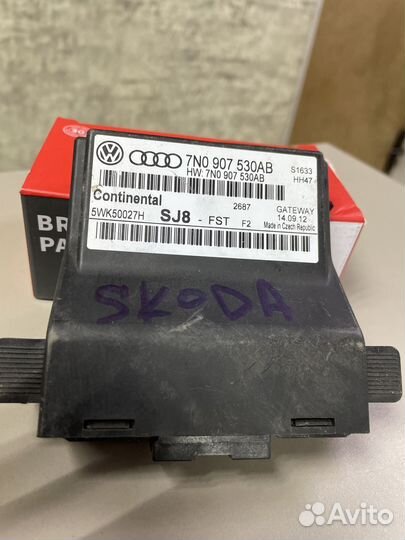 7N0 907 530AB
HW: 7N0 907 530AB
S1633
HH47
Continental
2687
GATEWAY
5WK50027H
SJ8 - FST F2
14.09.12
Made in Czech Republic
SKODA
BR
PA
Avito